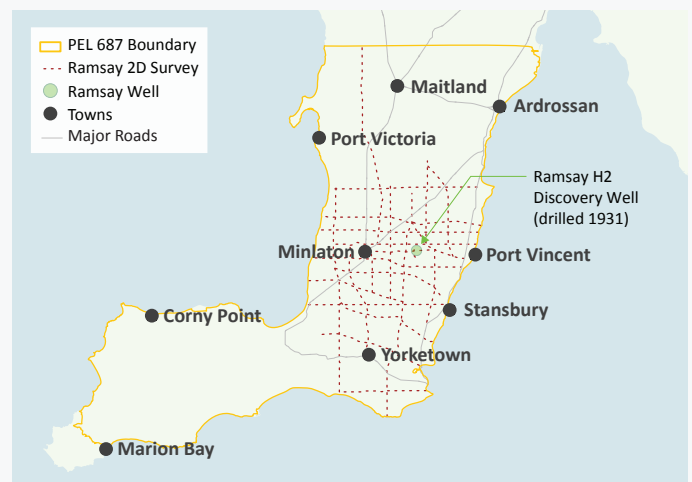 PEL 687 Boundary
Ramsay 2D Survey
Ramsay Well
Towns
Major Roads
Maitland
Ardrossan
Port Victoria
Ramsay H2
Discovery Well
(drilled 1931)
Minlaton
Port Vincent
Corny Point
Stansbury
Yorketown
Marion Bay